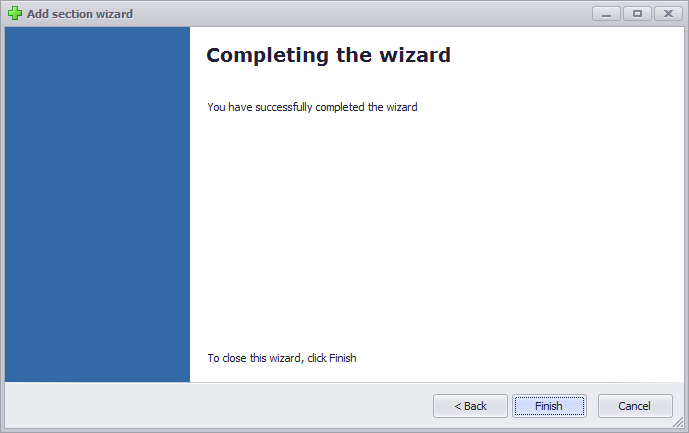 Add section wizard
Completing the wizard
You have successfully completed the wizard
To close this wizard, click Finish
< Back
Finish
Cancel